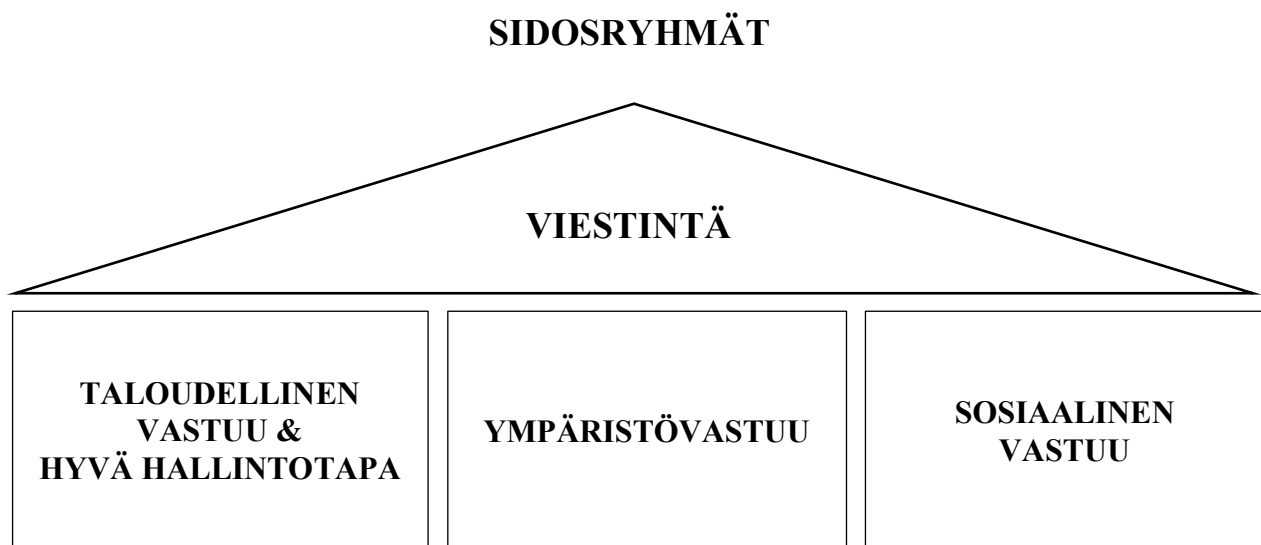 SIDOSRYHMÄT
VIESTINTÄ
TALOUDELLINEN
VASTUU &
HYVÄ HALLINTOTAPA
YMPÄRISTÖVASTUU
SOSIAALINEN
VASTUU